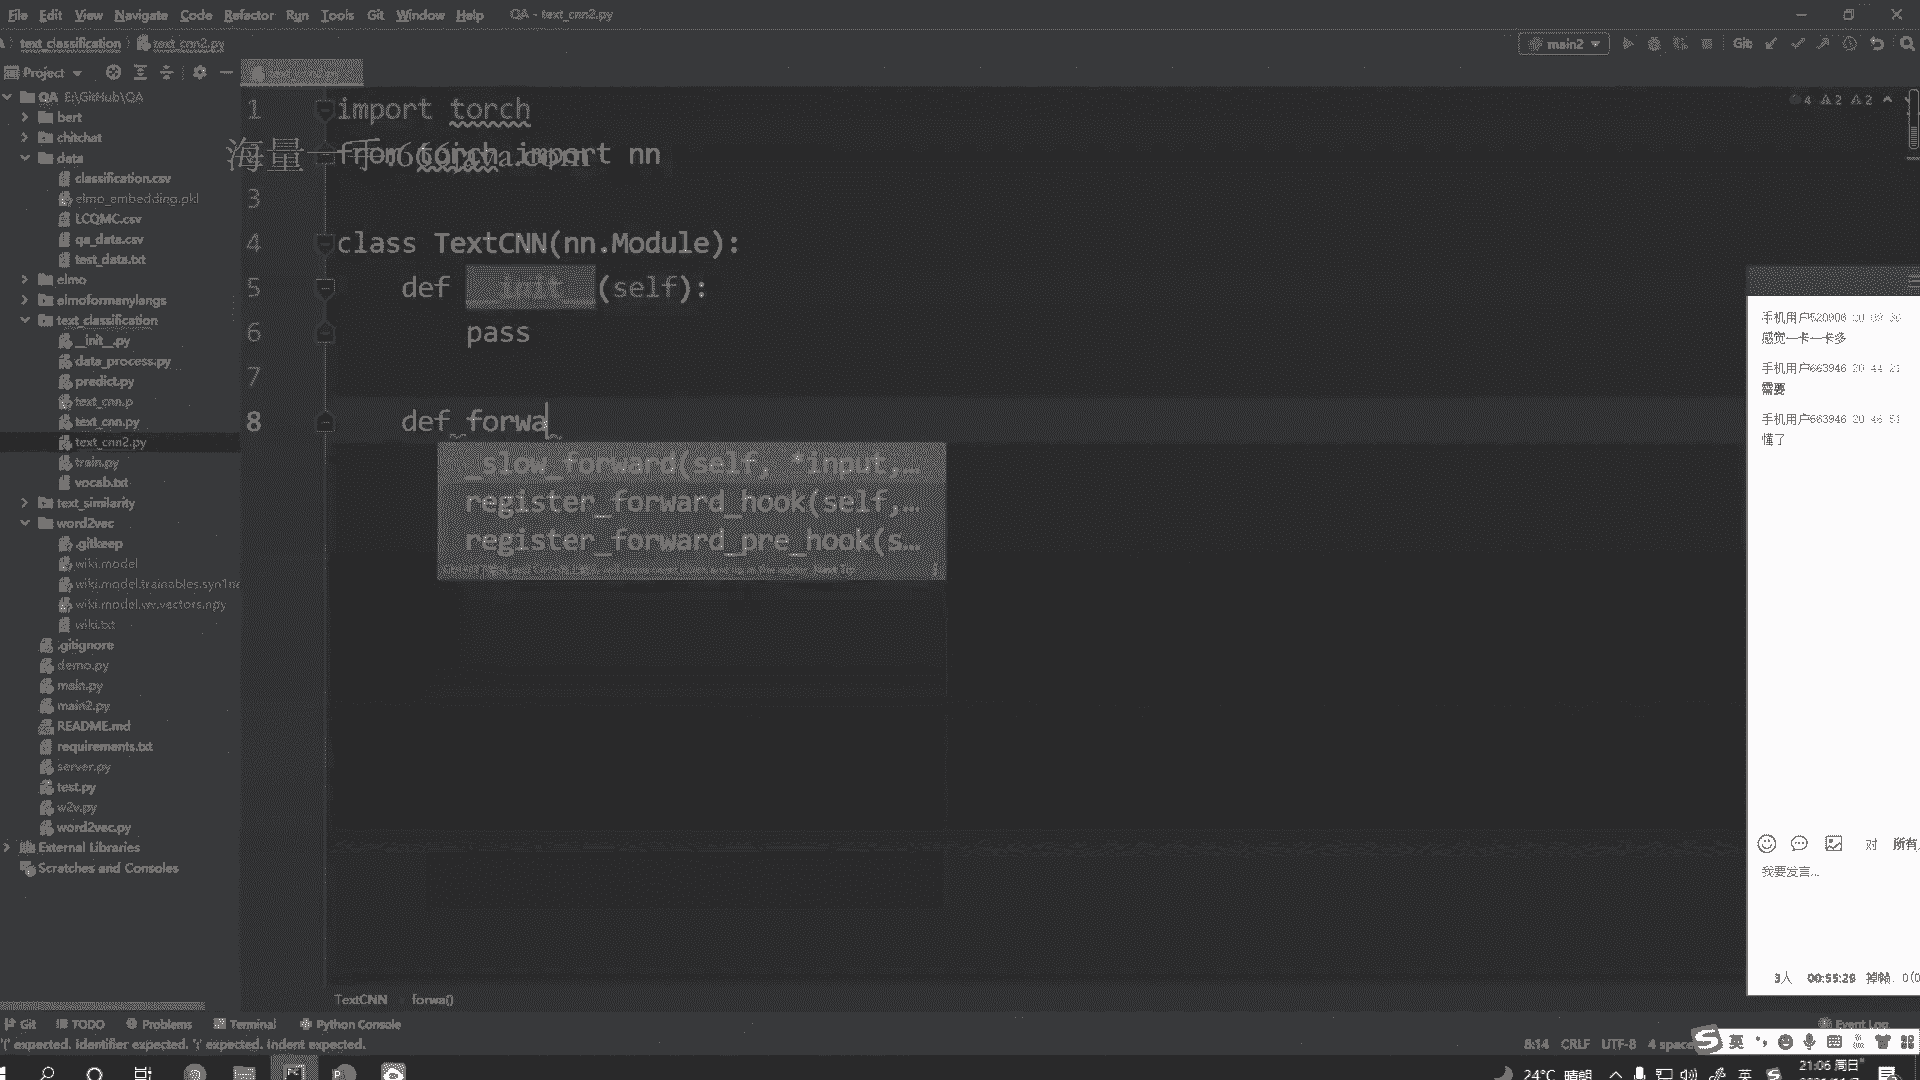 File Edit View Navigate Code Refactor Run Tools Git Window Help QA - text_cnn2.py
text_classification text_cnn2.py main2 Git:
Project
QA E:\GitHub\QA
bert
chitchat
data
classification.csv
elmo_embedding.pkl
LCQMC.csv
qa_data.csv
test_data.txt
elmo
elmoformanylangs
text_classification
__init__.py
data_process.py
predict.py
text_cnn.p
text_cnn.py
text_cnn2.py
train.py
vocab.txt
text_similarity
word2vec
.gitkeep
wiki.model
wiki.model.trainables.syn1ne
wiki.model.wv.vectors.npy
wiki.txt
.gitignore
demo.py
main.py
main2.py
README.md
requirements.txt
server.py
test.py
w2v.py
word2vec.py
External Libraries
Scratches and Consoles
text_cnn2.py
4 2 2
1 import torch
from torch import nn
海量一手:666java.com
3
4 class TextCNN(nn.Module):
5 def __init__(self):
6 pass
7
8 def forwa
_slow_forward(self, *input,…
register_forward_hook(self,…
register_forward_pre_hook(s…
TextCNN forwa()
手机用户520908
感觉一卡一卡多
手机用户663946 20:44:21
需要
手机用户663946 20:46:51
懂了
对 所有
我要发言...
3人 00:55:29 掉帧: 0(0
Git TODO Problems Terminal Python Console Event Log
'(' expected. Identifier expected. ':' expected. Indent expected.
8:14 CRLF UTF-8 4 space
英
24°C 晴朗 英 21:06 周日